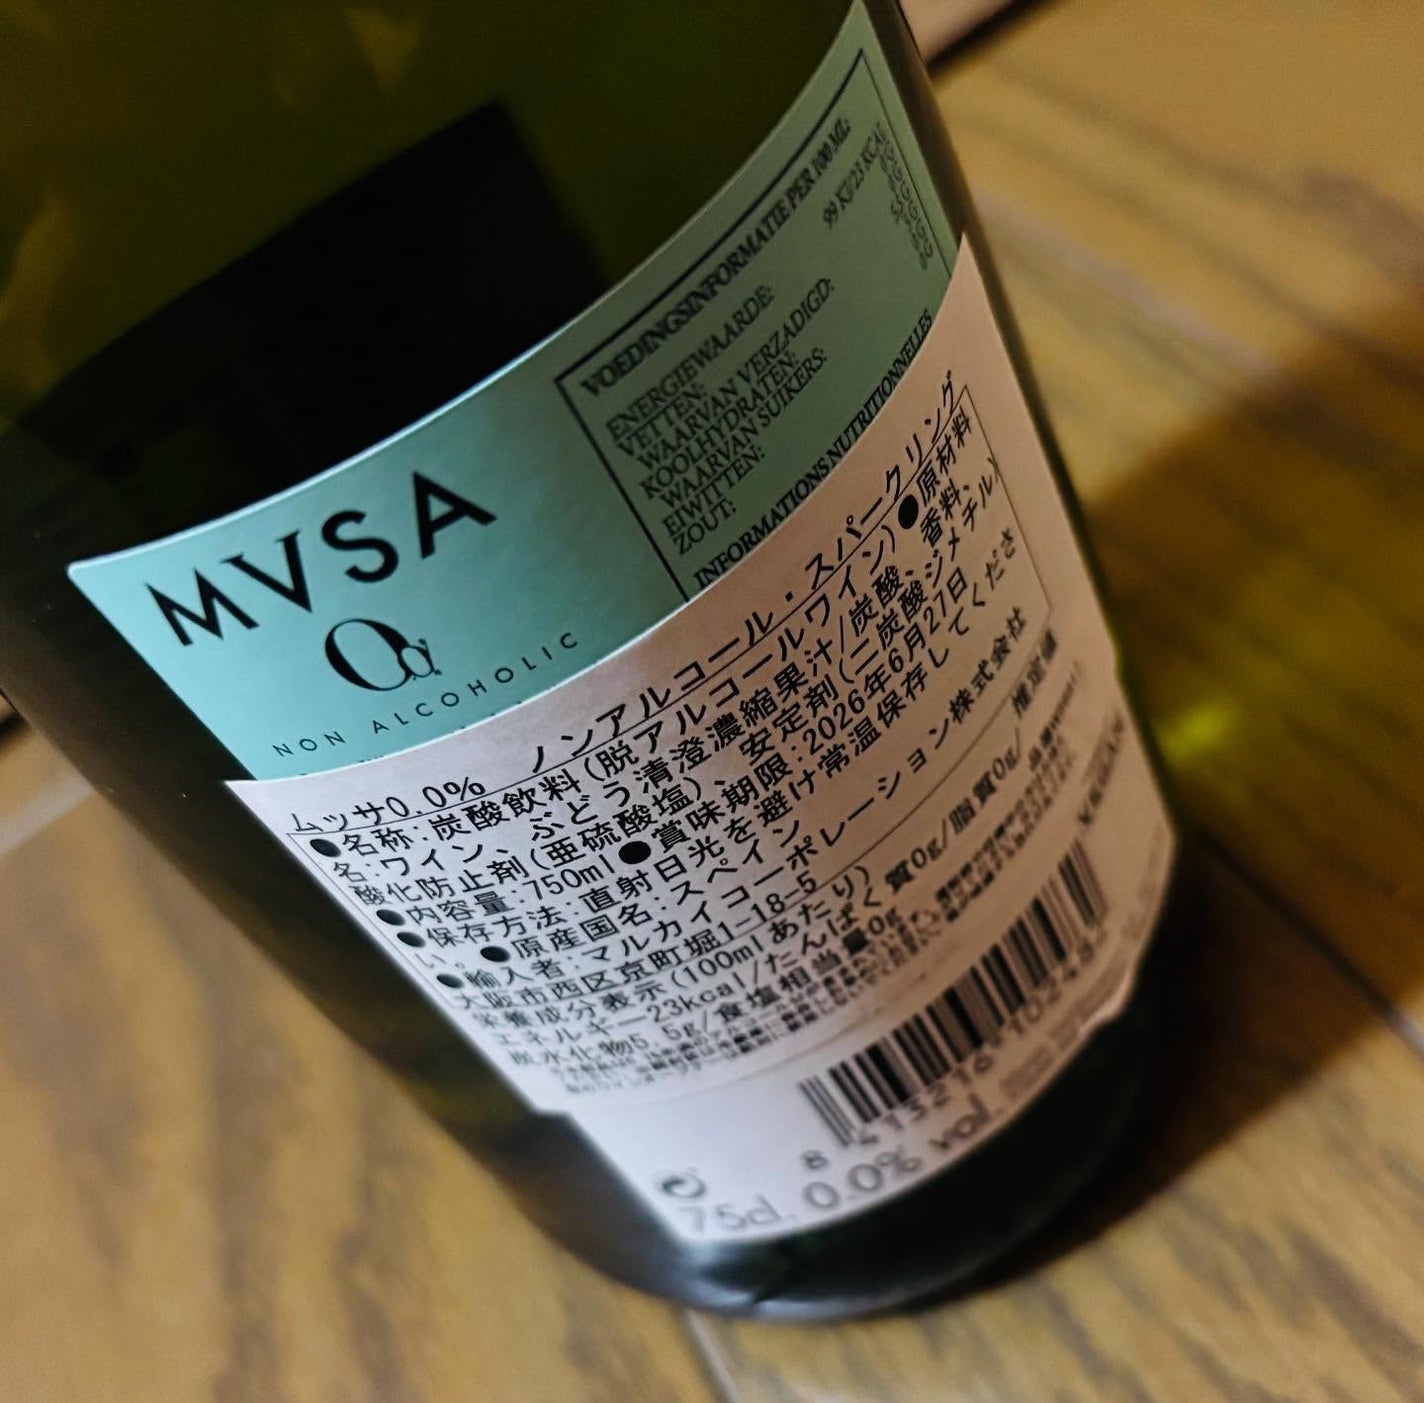 MVSA
0.0
NON ALCOHOLIC
VOEDINGSINFORMATIE PER 100 ML:
ENERGIEWAARDE: 99 KJ/23 KCAL
VETTEN:
WAARVAN VERZADIGD:
KOOLHYDRATEN:
WAARVAN SUIKERS:
EIWITTEN:
ZOUT:
INFORMATIONS NUTRITIONNELLES
ムッサ0.0% ノンアルコール・スパークリング
●名称:炭酸飲料(脱アルコールワイン)●原材料
名:ワイン、ぶどう清澄濃縮果汁/炭酸、香料、
酸化防止剤(亜硫酸塩)、安定剤(二炭酸ジメチル)
●内容量:750ml●賞味期限:2026年6月27日
●保存方法:直射日光を避け常温保存してくださ
い。●原産国名:スペイン
●輸入者:マルカイコーポレーション株式会社
大阪市西区京町堀1-18-5
栄養成分表示(100mlあたり) 推定値
エネルギー23kcal/たんぱく質0g/脂質0g/
炭水化物5.5g/食塩相当量0g
75cl. 0.0% vol.